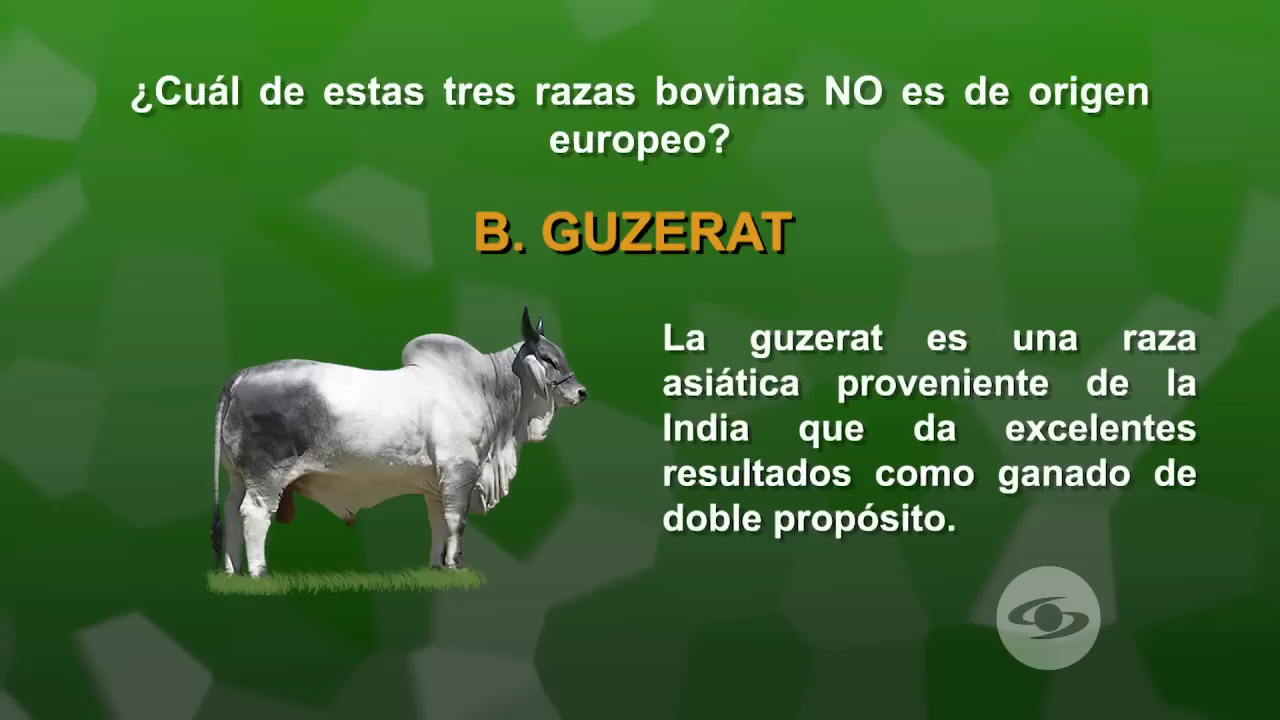 ¿Cuál de estas tres razas bovinas NO es de origen
europeo?
B. GUZERAT
La guzerat es una raza
asiática proveniente de la
India que da excelentes
resultados como ganado de
doble propósito.